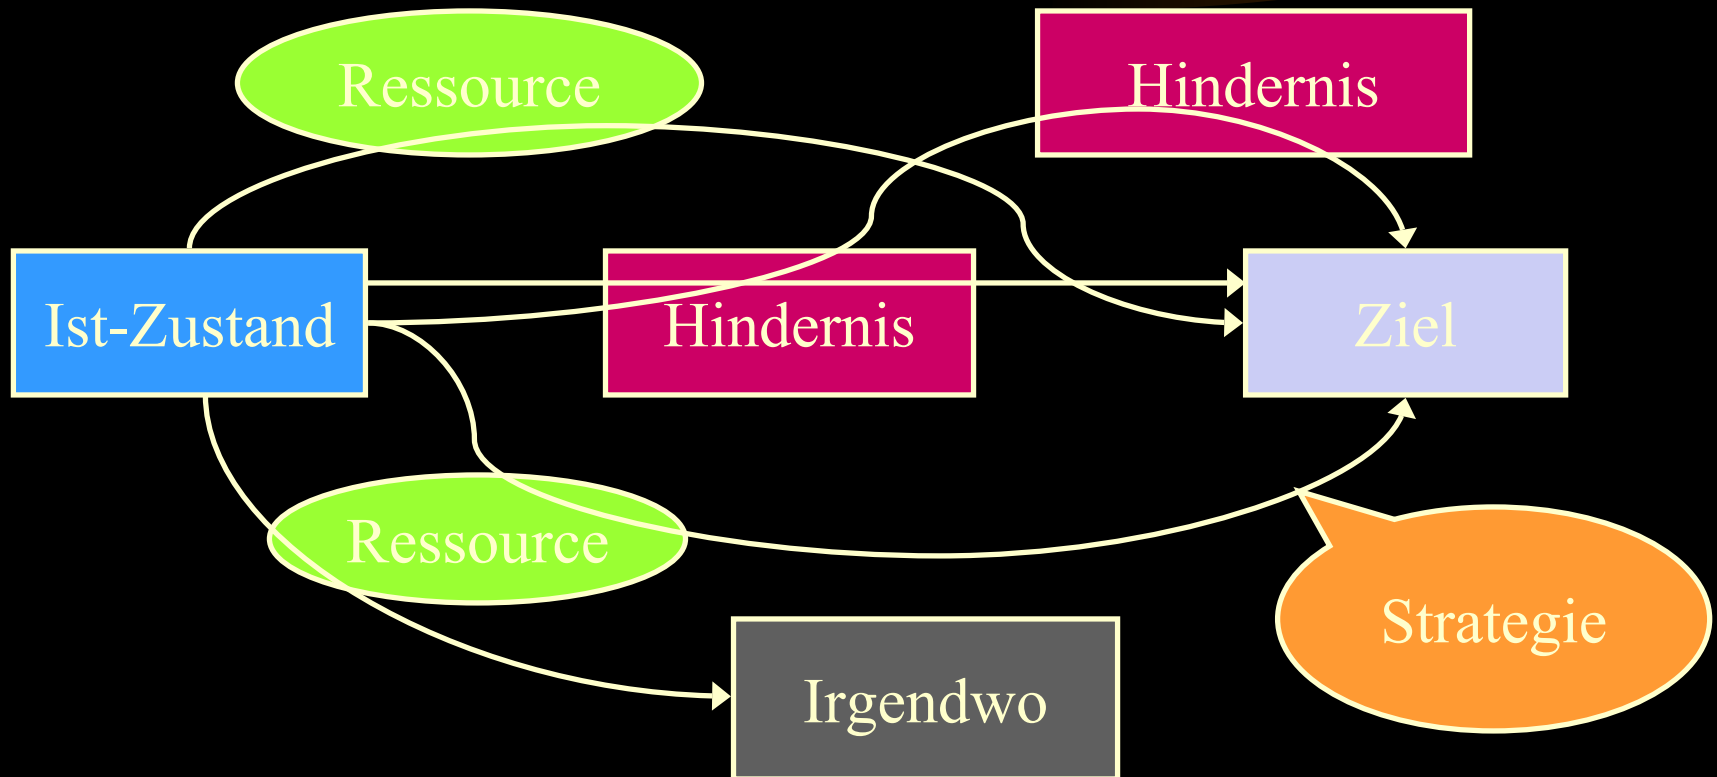 Ressource
Hindernis
Ist-Zustand
Hindernis
Ziel
Ressource
Strategie
Irgendwo